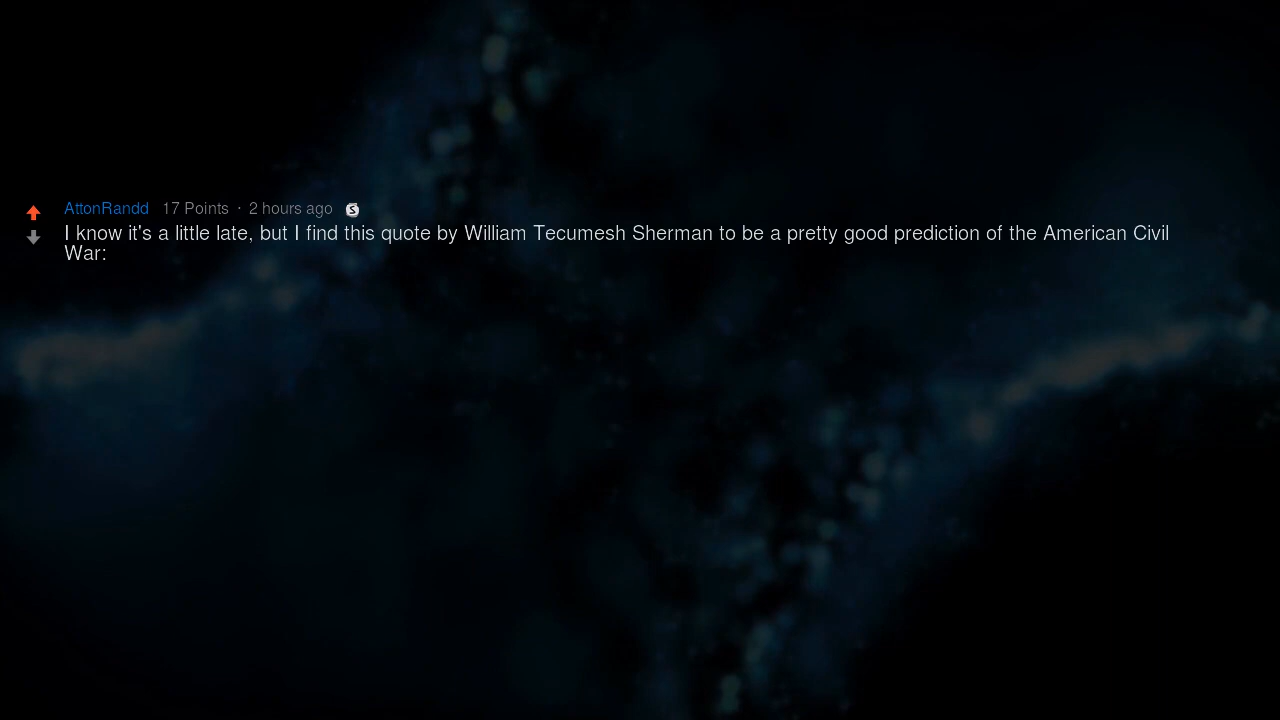 AttonRandd 17 Points · 2 hours ago
I know it's a little late, but I find this quote by William Tecumesh Sherman to be a pretty good prediction of the American Civil
War: